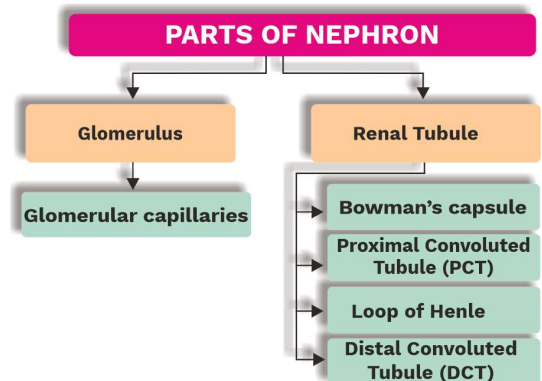 PARTS OF NEPHRON
Glomerulus
Renal Tubule
Glomerular capillaries
Bowman's capsule
Proximal Convoluted
Tubule (PCT)
Loop of Henle
Distal Convoluted
Tubule (DCT)